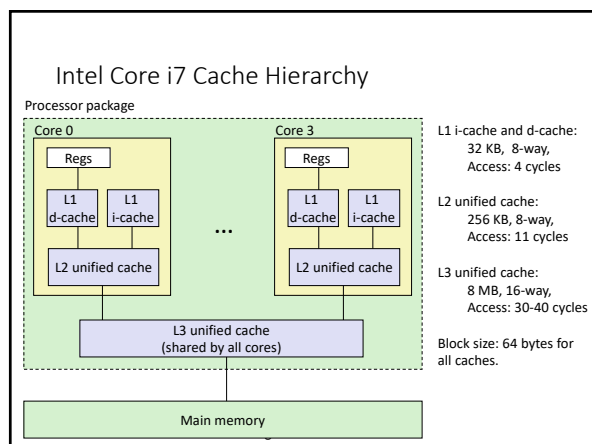 Intel Core i7 Cache Hierarchy
Processor package
Core 0
Regs
L1
d-cache
L1
i-cache
L2 unified cache
...
Core 3
Regs
L1
d-cache
L1
i-cache
L2 unified cache
L3 unified cache
(shared by all cores)
Main memory
L1 i-cache and d-cache:
32 KB, 8-way,
Access: 4 cycles
L2 unified cache:
256 KB, 8-way,
Access: 11 cycles
L3 unified cache:
8 MB, 16-way,
Access: 30-40 cycles
Block size: 64 bytes for
all caches.